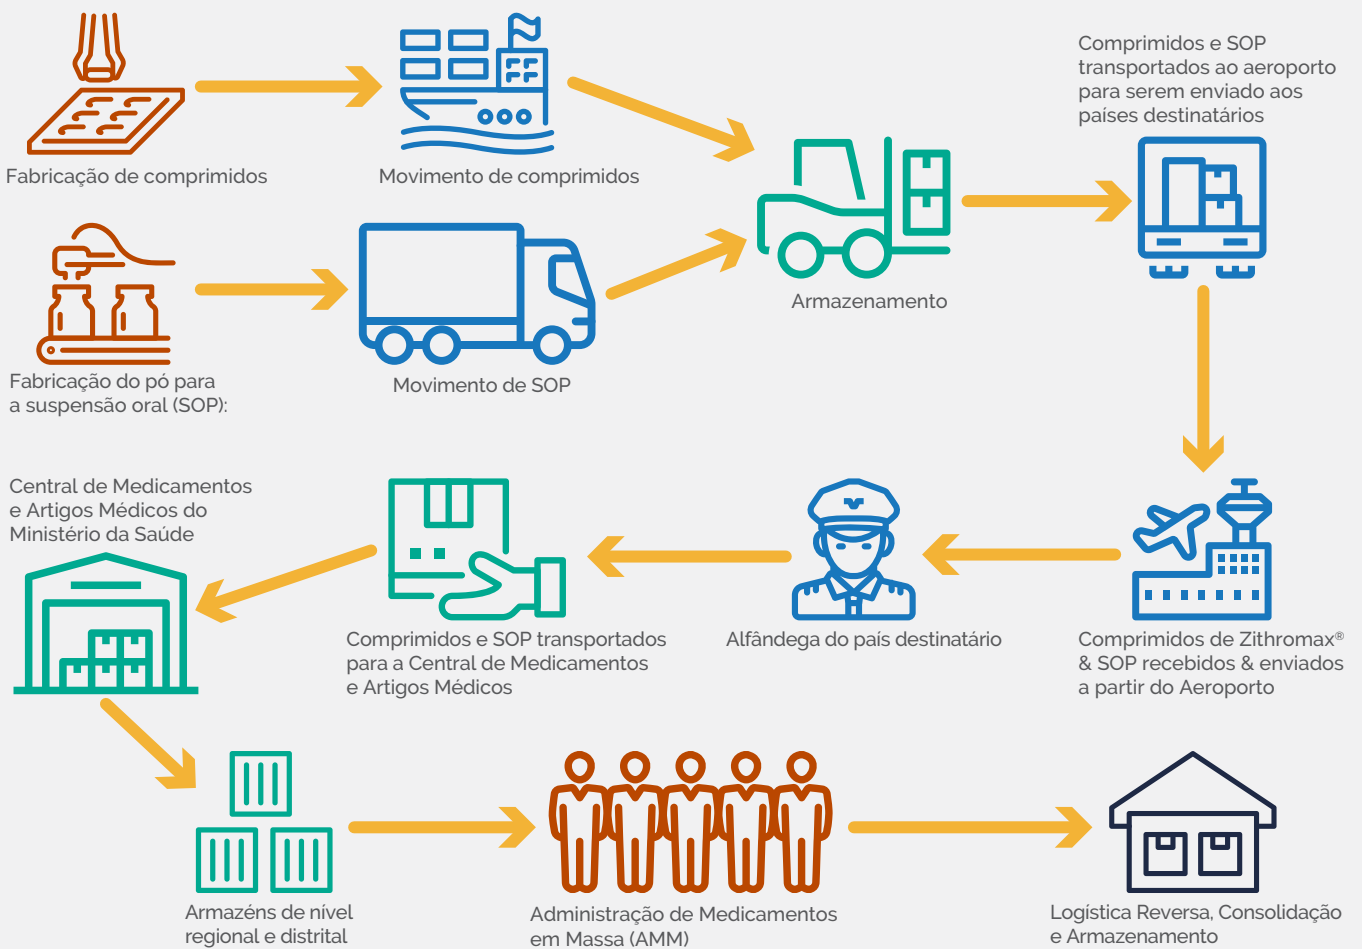 Fabricação de comprimidos
Movimento de comprimidos
Comprimidos e SOP
transportados ao aeroporto
para serem enviado aos
países destinatários
Fabricação do pó para
a suspensão oral (SOP):
Movimento de SOP
Armazenamento
Central de Medicamentos
e Artigos Médicos do
Ministério da Saúde
Comprimidos e SOP transportados
para a Central de Medicamentos
e Artigos Médicos
Alfândega do país destinatário
Comprimidos de Zithromax®
& SOP recebidos & enviados
a partir do Aeroporto
Armazéns de nível
regional e distrital
Administração de Medicamentos
em Massa (AMM)
Logística Reversa, Consolidação
e Armazenamento